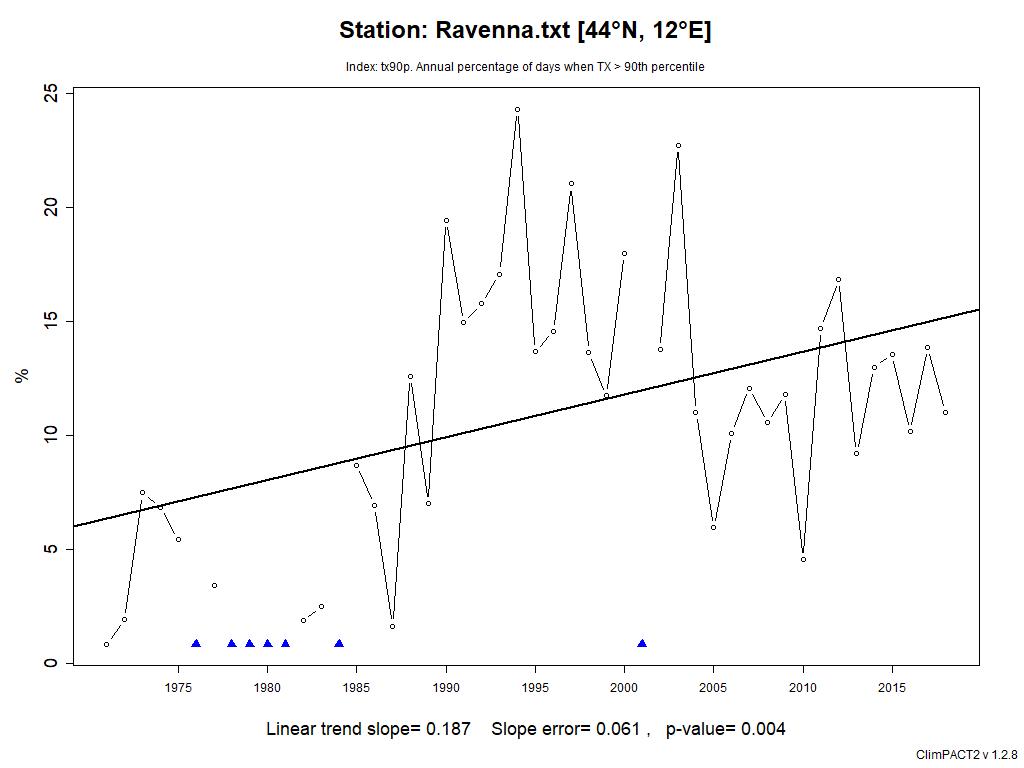 Station: Ravenna.txt [44°N, 12°E]
Index: tx90p. Annual percentage of days when TX > 90th percentile
25
20
15
10
5
0
%
1975 1980 1985 1990 1995 2000 2005 2010 2015
Linear trend slope= 0.187 Slope error= 0.061 , p-value= 0.004
ClimPACT2 v 1.2.8